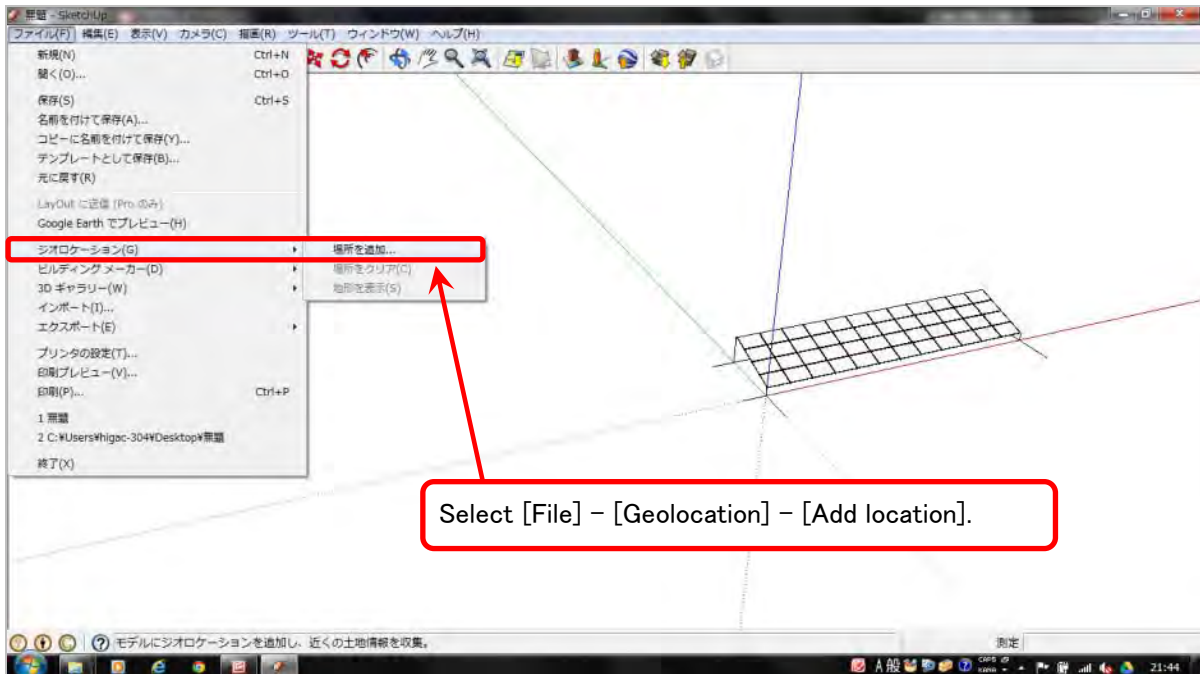 無題 - SketchUp
ファイル(F) 編集(E) 表示(V) カメラ(C) 描画(R) ツール(T) ウィンドウ(W) ヘルプ(H)
新規(N) Ctrl+N
開く(O)... Ctrl+O
保存(S) Ctrl+S
名前を付けて保存(A)...
コピーに名前を付けて保存(Y)...
テンプレートとして保存(B)...
元に戻す(R)
LayOut に送信 (Pro のみ)
Google Earth でプレビュー(H)
ジオロケーション(G) 場所を追加...
ビルディング メーカー(D) 場所をクリア(C)
3D ギャラリー(W) 地形を表示(S)
インポート(I)...
エクスポート(E)
プリンタの設定(T)...
印刷プレビュー(V)...
印刷(P)... Ctrl+P
1 無題
2 C:¥Users¥higac-304¥Desktop¥無題
終了(X)
Select [File] - [Geolocation] - [Add location].
モデルにジオロケーションを追加し、近くの土地情報を収集。
測定
A 般 CAPS KANA
21:44